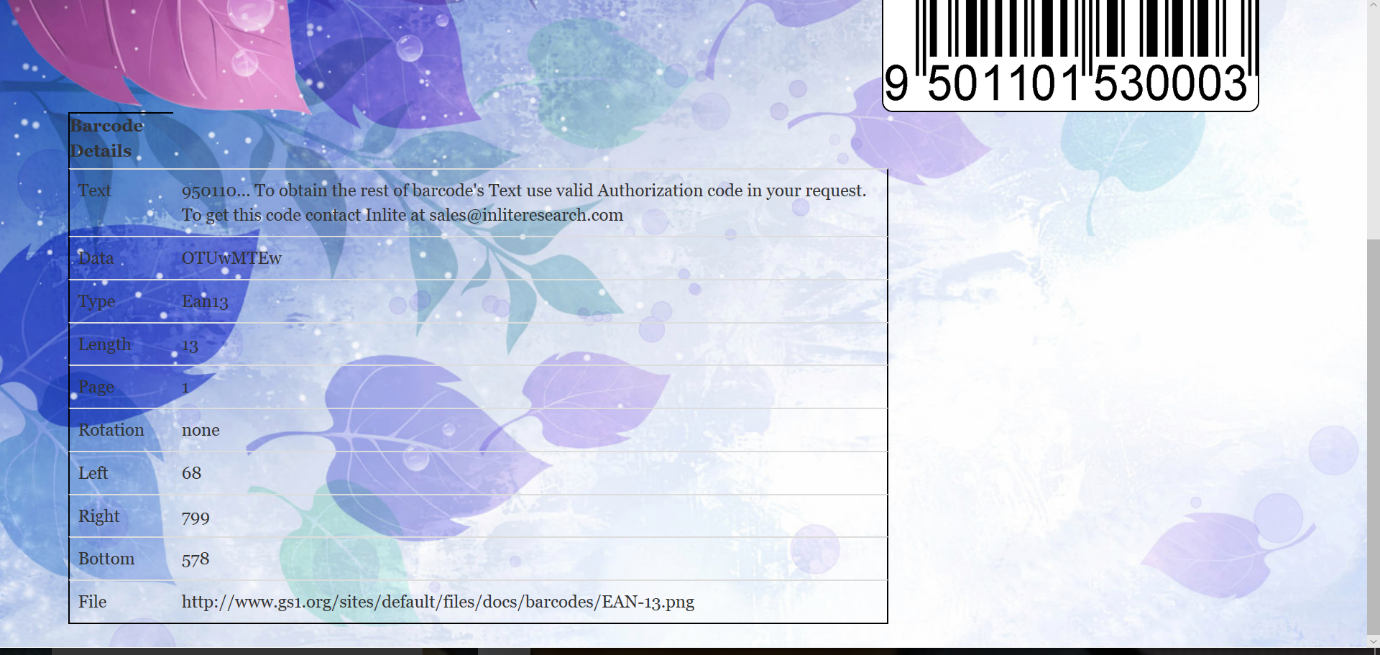 9 501101 530003
Barcode
Details
Text 950110... To obtain the rest of barcode's Text use valid Authorization code in your request.
To get this code contact Inlite at sales@inliteresearch.com
Data OTUwMTEw
Type Ean13
Length 13
Page 1
Rotation none
Left 68
Right 799
Bottom 578
File http://www.gs1.org/sites/default/files/docs/barcodes/EAN-13.png